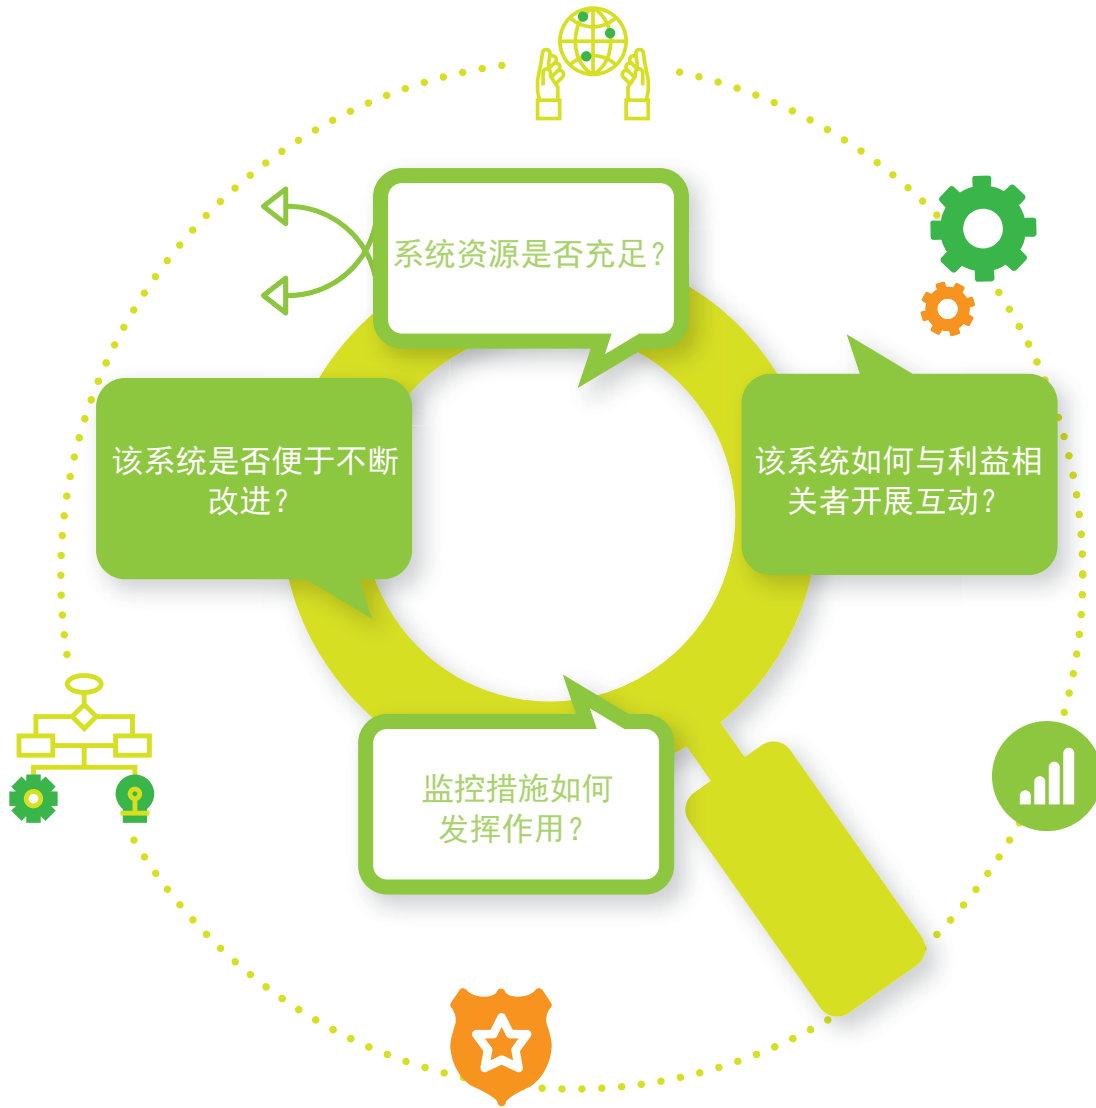 系统资源是否充足？
该系统是否便于不断
改进？
该系统如何与利益相
关者开展互动？
监控措施如何
发挥作用？